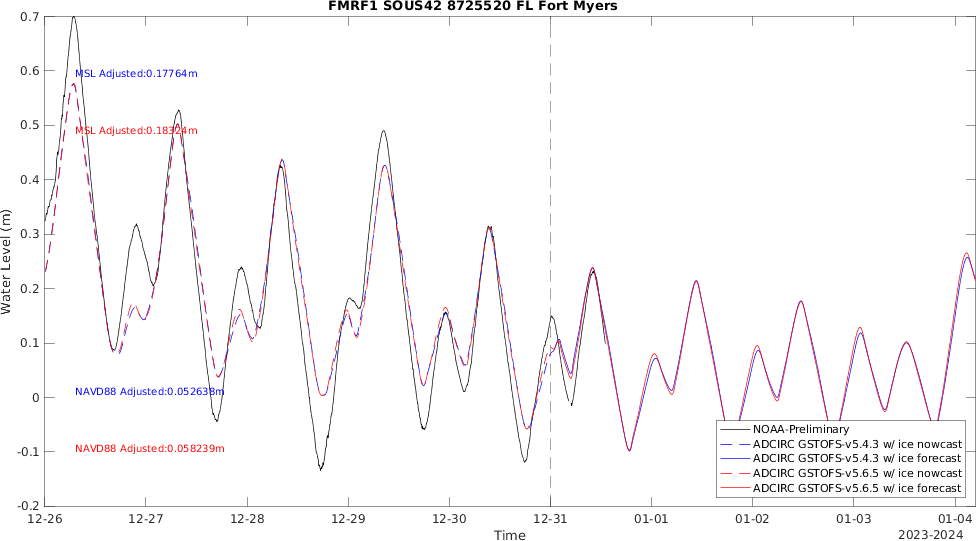 FMRF1 SOUS42 8725520 FL Fort Myers
0.7
0.6
0.5
0.4
0.3
0.2
0.1
0
-0.1
-0.2
Water Level (m)
MSL Adjusted:0.17764m
MSL Adjusted:0.18324m
NAVD88 Adjusted:0.052638m
NAVD88 Adjusted:0.058239m
NOAA-Preliminary
ADCIRC GSTOFS-v5.4.3 w/ ice nowcast
ADCIRC GSTOFS-v5.4.3 w/ ice forecast
ADCIRC GSTOFS-v5.6.5 w/ ice nowcast
ADCIRC GSTOFS-v5.6.5 w/ ice forecast
12-26 12-27 12-28 12-29 12-30 12-31 01-01 01-02 01-03 01-04
Time
2023-2024